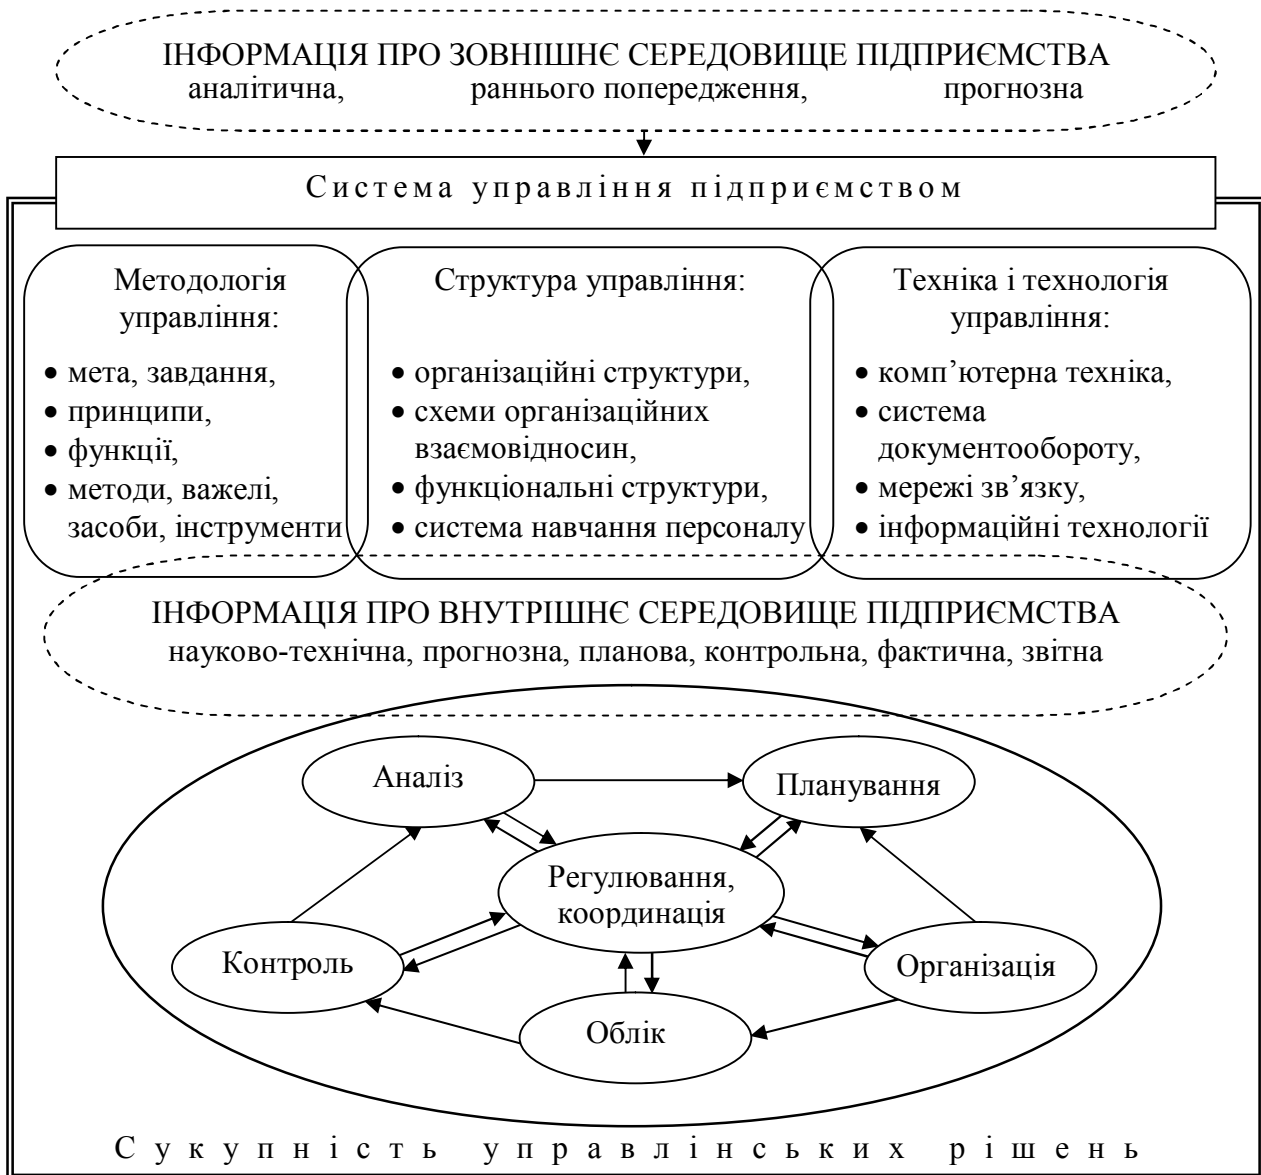 ІНФОРМАЦІЯ ПРО ЗОВНІШНЄ СЕРЕДОВИЩЕ ПІДПРИЄМСТВА
аналітична, раннього попередження, прогнозна
Система управління підприємством
Методологія
управління:
• мета, завдання,
• принципи,
• функції,
• методи, важелі,
засоби, інструменти
Структура управління:
• організаційні структури,
• схеми організаційних
взаємовідносин,
• функціональні структури,
• система навчання персоналу
Техніка і технологія
управління:
• комп’ютерна техніка,
• система
документообороту,
• мережі зв’язку,
• інформаційні технології
ІНФОРМАЦІЯ ПРО ВНУТРІШНЄ СЕРЕДОВИЩЕ ПІДПРИЄМСТВА
науково-технічна, прогнозна, планова, контрольна, фактична, звітна
Аналіз
Планування
Регулювання,
координація
Контроль
Організація
Облік
Сукупність управлінських рішень